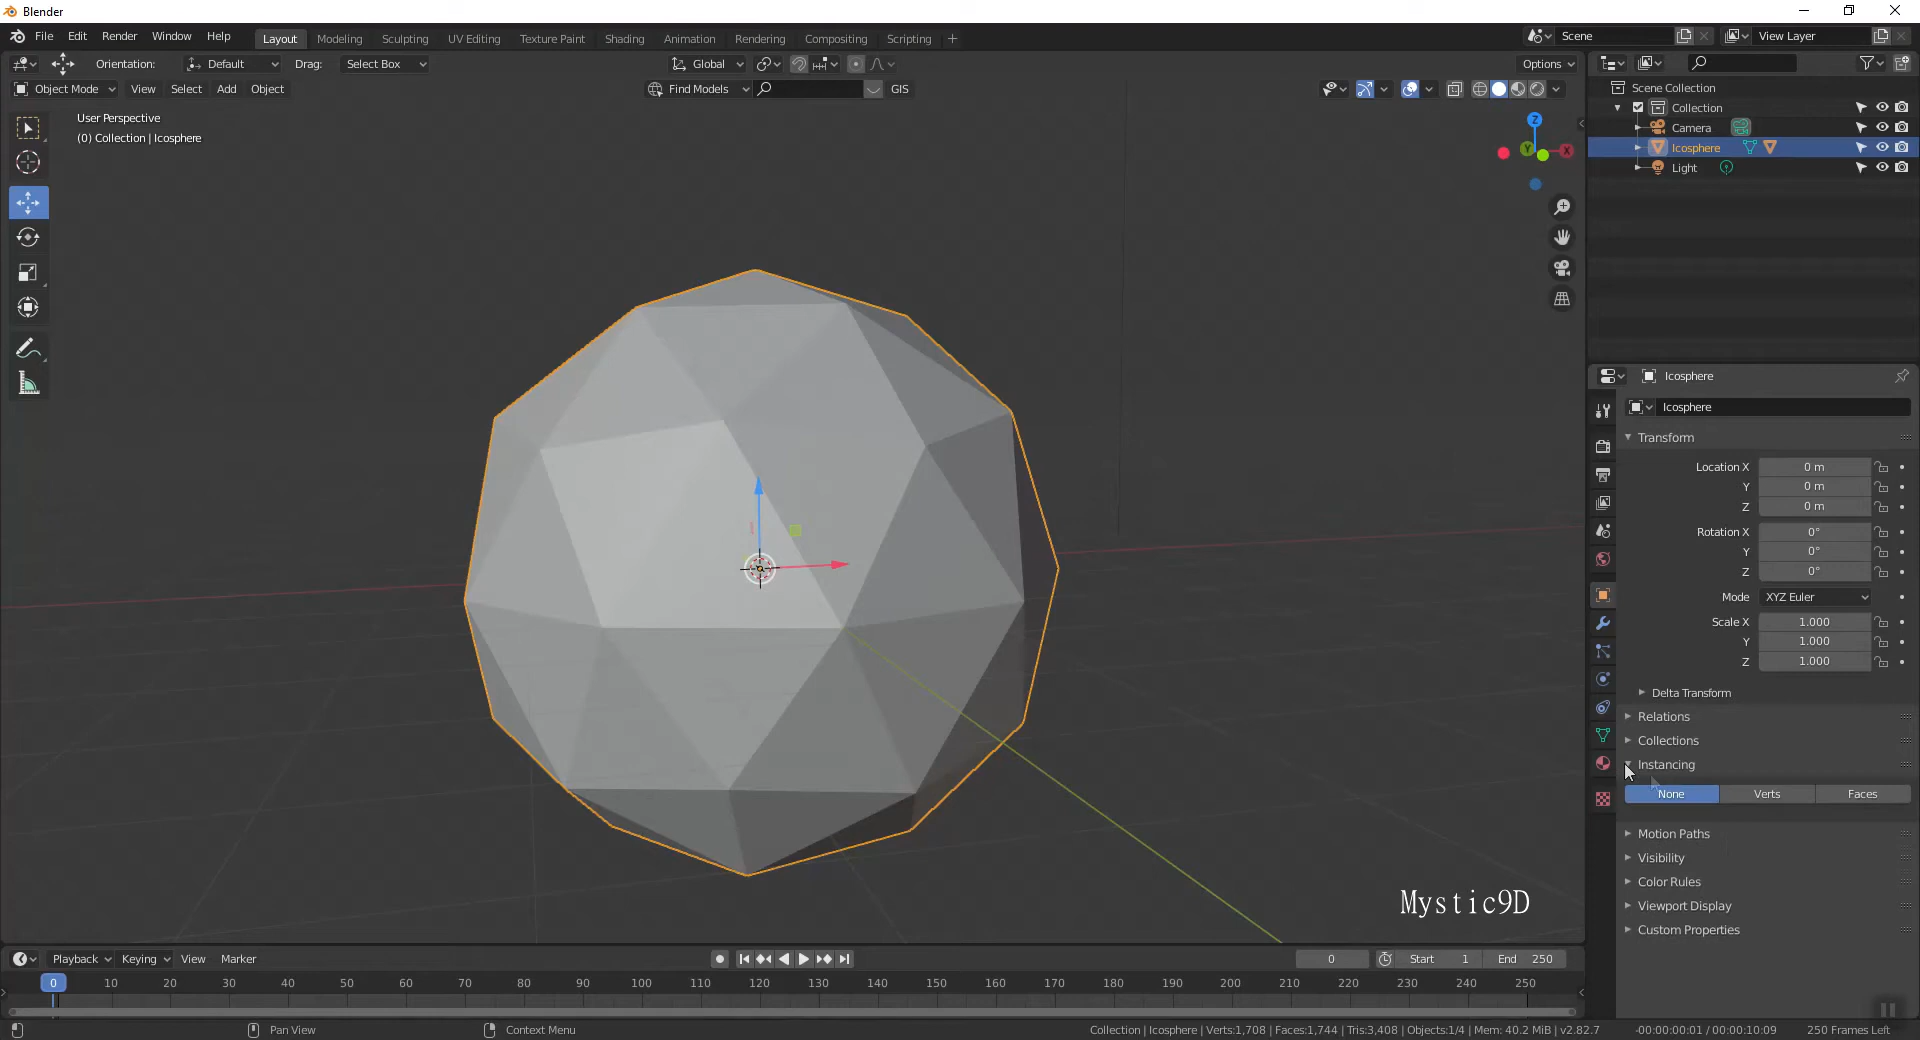 Blender
File Edit Render Window Help Layout Modeling Sculpting UV Editing Texture Paint Shading Animation Rendering Compositing Scripting + Scene View Layer
Orientation: Default Drag: Select Box Global Options
Object Mode View Select Add Object Find Models GIS
User Perspective
(0) Collection | Icosphere
Z
Y
X
Scene Collection
Collection
Camera
Icosphere
Light
Icosphere
Icosphere
Transform
Location X 0 m
Y 0 m
Z 0 m
Rotation X 0°
Y 0°
Z 0°
Mode XYZ Euler
Scale X 1.000
Y 1.000
Z 1.000
Delta Transform
Relations
Collections
Instancing
None Verts Faces
Motion Paths
Visibility
Color Rules
Viewport Display
Custom Properties
Mystic9D
Playback Keying View Marker 0 Start 1 End 250
0 10 20 30 40 50 60 70 80 90 100 110 120 130 140 150 160 170 180 190 200 210 220 230 240 250
Pan View Context Menu Collection | Icosphere | Verts:1,708 | Faces:1,744 | Tris:3,408 | Objects:1/4 | Mem: 40.2 MiB | v2.82.7 -00:00:00:01 / 00:00:10:09 250 Frames Left